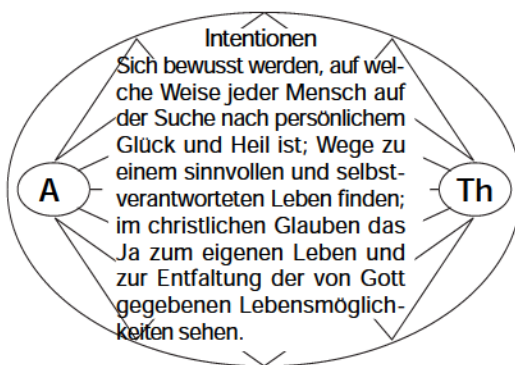 Intentionen
Sich bewusst werden, auf wel-
che Weise jeder Mensch auf
der Suche nach persönlichem
Glück und Heil ist; Wege zu
einem sinnvollen und selbst-
verantworteten Leben finden;
im christlichen Glauben das
Ja zum eigenen Leben und
zur Entfaltung der von Gott
gegebenen Lebensmöglich-
keiten sehen.
A
Th